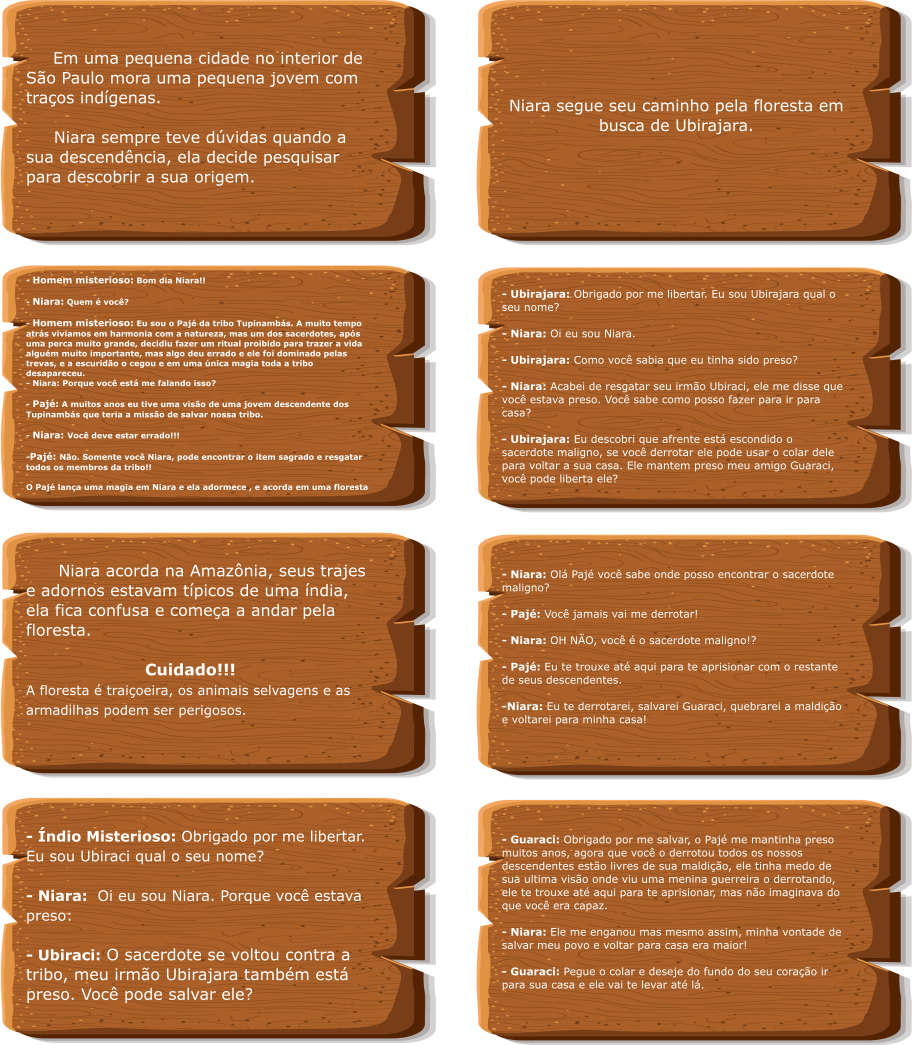 Em uma pequena cidade no interior de
São Paulo mora uma pequena jovem com
traços indígenas.
Niara sempre teve dúvidas quando a
sua descendência, ela decide pesquisar
para descobrir a sua origem.
- Homem misterioso: Bom dia Niara!!
- Niara: Quem é você?
- Homem misterioso: Eu sou o Pajé da tribo Tupinambás. A muito tempo
atrás viviamos em harmonia com a natureza, mas um dos sacerdotes, após
uma perca muito grande, decidiu fazer um ritual proibido para trazer a vida
alguém muito importante, mas algo deu errado e ele foi dominado pelas
trevas, e a escuridão o cegou e em uma única magia toda a tribo
desapareceu.
- Niara: Porque você está me falando isso?
- Pajé: A muitos anos eu tive uma visão de uma jovem descendente dos
Tupinambás que teria a missão de salvar nossa tribo.
- Niara: Você deve estar errado!!!
-Pajé: Não. Somente você Niara, pode encontrar o item sagrado e resgatar
todos os membros da tribo!!
O Pajé lança uma magia em Niara e ela adormece , e acorda em uma floresta
Niara acorda na Amazônia, seus trajes
e adornos estavam típicos de uma índia,
ela fica confusa e começa a andar pela
floresta.
Cuidado!!!
A floresta é traiçoeira, os animais selvagens e as
armadilhas podem ser perigosos.
- Índio Misterioso: Obrigado por me libertar.
Eu sou Ubiraci qual o seu nome?
- Niara: Oi eu sou Niara. Porque você estava
preso:
- Ubiraci: O sacerdote se voltou contra a
tribo, meu irmão Ubirajara também está
preso. Você pode salvar ele?
Niara segue seu caminho pela floresta em
busca de Ubirajara.
- Ubirajara: Obrigado por me libertar. Eu sou Ubirajara qual o
seu nome?
- Niara: Oi eu sou Niara.
- Ubirajara: Como você sabia que eu tinha sido preso?
- Niara: Acabei de resgatar seu irmão Ubiraci, ele me disse que
você estava preso. Você sabe como posso fazer para ir para
casa?
- Ubirajara: Eu descobri que afrente está escondido o
sacerdote maligno, se você derrotar ele pode usar o colar dele
para voltar a sua casa. Ele mantem preso meu amigo Guaraci,
você pode liberta ele?
- Niara: Olá Pajé você sabe onde posso encontrar o sacerdote
maligno?
- Pajé: Você jamais vai me derrotar!
- Niara: OH NÃO, você é o sacerdote maligno!?
- Pajé: Eu te trouxe até aqui para te aprisionar com o restante
de seus descendentes.
-Niara: Eu te derrotarei, salvarei Guaraci, quebrarei a maldição
e voltarei para minha casa!
- Guaraci: Obrigado por me salvar, o Pajé me mantinha preso
muitos anos, agora que você o derrotou todos os nossos
descendentes estão livres de sua maldição, ele tinha medo de
sua ultima visão onde viu uma menina guerreira o derrotando,
ele te trouxe até aqui para te aprisionar, mas não imaginava do
que você era capaz.
- Niara: Ele me enganou mas mesmo assim, minha vontade de
salvar meu povo e voltar para casa era maior!
- Guaraci: Pegue o colar e deseje do fundo do seu coração ir
para sua casa e ele vai te levar até lá.